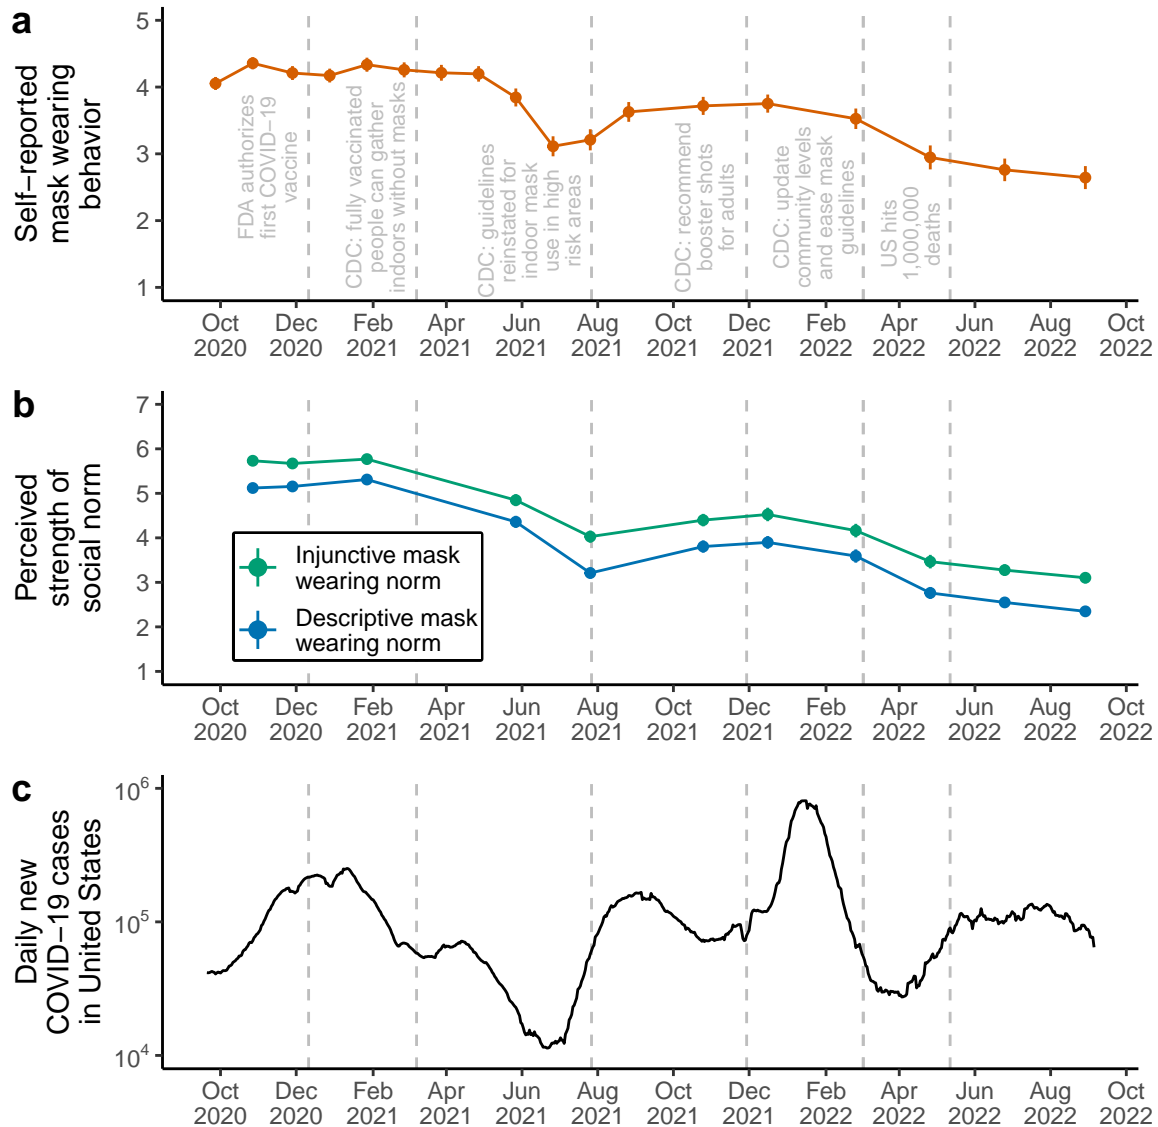 a
Self−reported
mask wearing
behavior
5
4
3
2
1
FDA authorizes
first COVID−19
vaccine
CDC: fully vaccinated
people can gather
indoors without masks
CDC: guidelines
reinstated for
indoor mask
use in high
risk areas
CDC: recommend
booster shots
for adults
CDC: update
community levels
and ease mask
guidelines
US hits
1,000,000
deaths
Oct Dec Feb Apr Jun Aug Oct Dec Feb Apr Jun Aug Oct
2020 2020 2021 2021 2021 2021 2021 2021 2022 2022 2022 2022 2022
b
Perceived
strength of
social norm
7
6
5
4
3
2
1
Injunctive mask
wearing norm
Descriptive mask
wearing norm
Oct Dec Feb Apr Jun Aug Oct Dec Feb Apr Jun Aug Oct
2020 2020 2021 2021 2021 2021 2021 2021 2022 2022 2022 2022 2022
c
Daily new
COVID−19 cases
in United States
10⁶
10⁵
10⁴
Oct Dec Feb Apr Jun Aug Oct Dec Feb Apr Jun Aug Oct
2020 2020 2021 2021 2021 2021 2021 2021 2022 2022 2022 2022 2022